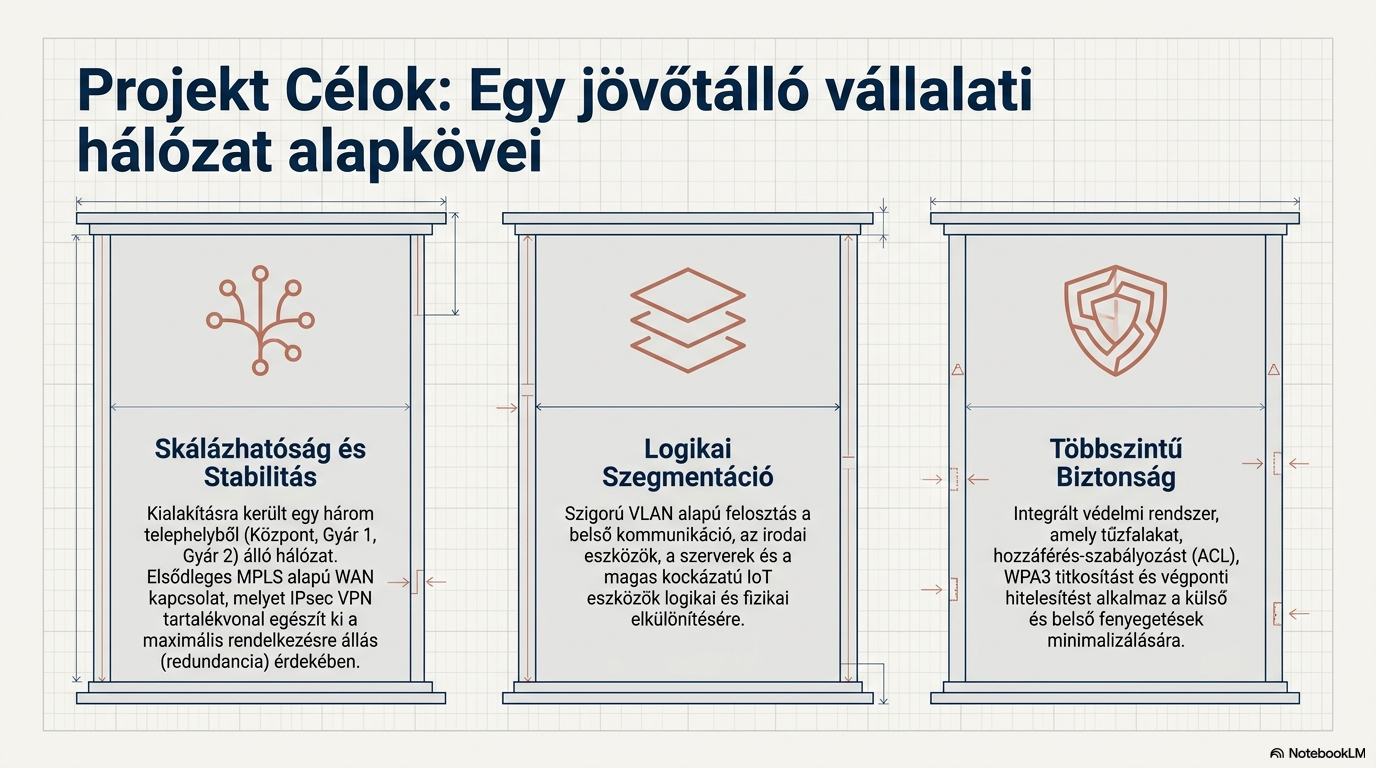 Projekt Célok: Egy jövőtálló vállalati
hálózat alapkövei
Skálázhatóság és
Stabilitás
Kialakításra került egy három
telephelyből (Központ, Gyár 1,
Gyár 2) álló hálózat.
Elsődleges MPLS alapú WAN
kapcsolat, melyet IPsec VPN
tartalékvonal egészít ki a
maximális rendelkezésre állás
(redundancia) érdekében.
Logikai
Szegmentáció
Szigorú VLAN alapú felosztás a
belső kommunikáció, az irodai
eszközök, a szerverek és a
magas kockázatú IoT
eszközök logikai és fizikai
elkülönítésére.
Többszintű
Biztonság
Integrált védelmi rendszer,
amely tűzfalakat,
hozzáférés-szabályozást (ACL),
WPA3 titkosítást és végponti
hitelesítést alkalmaz a külső
és belső fenyegetések
minimalizálására.
NotebookLM